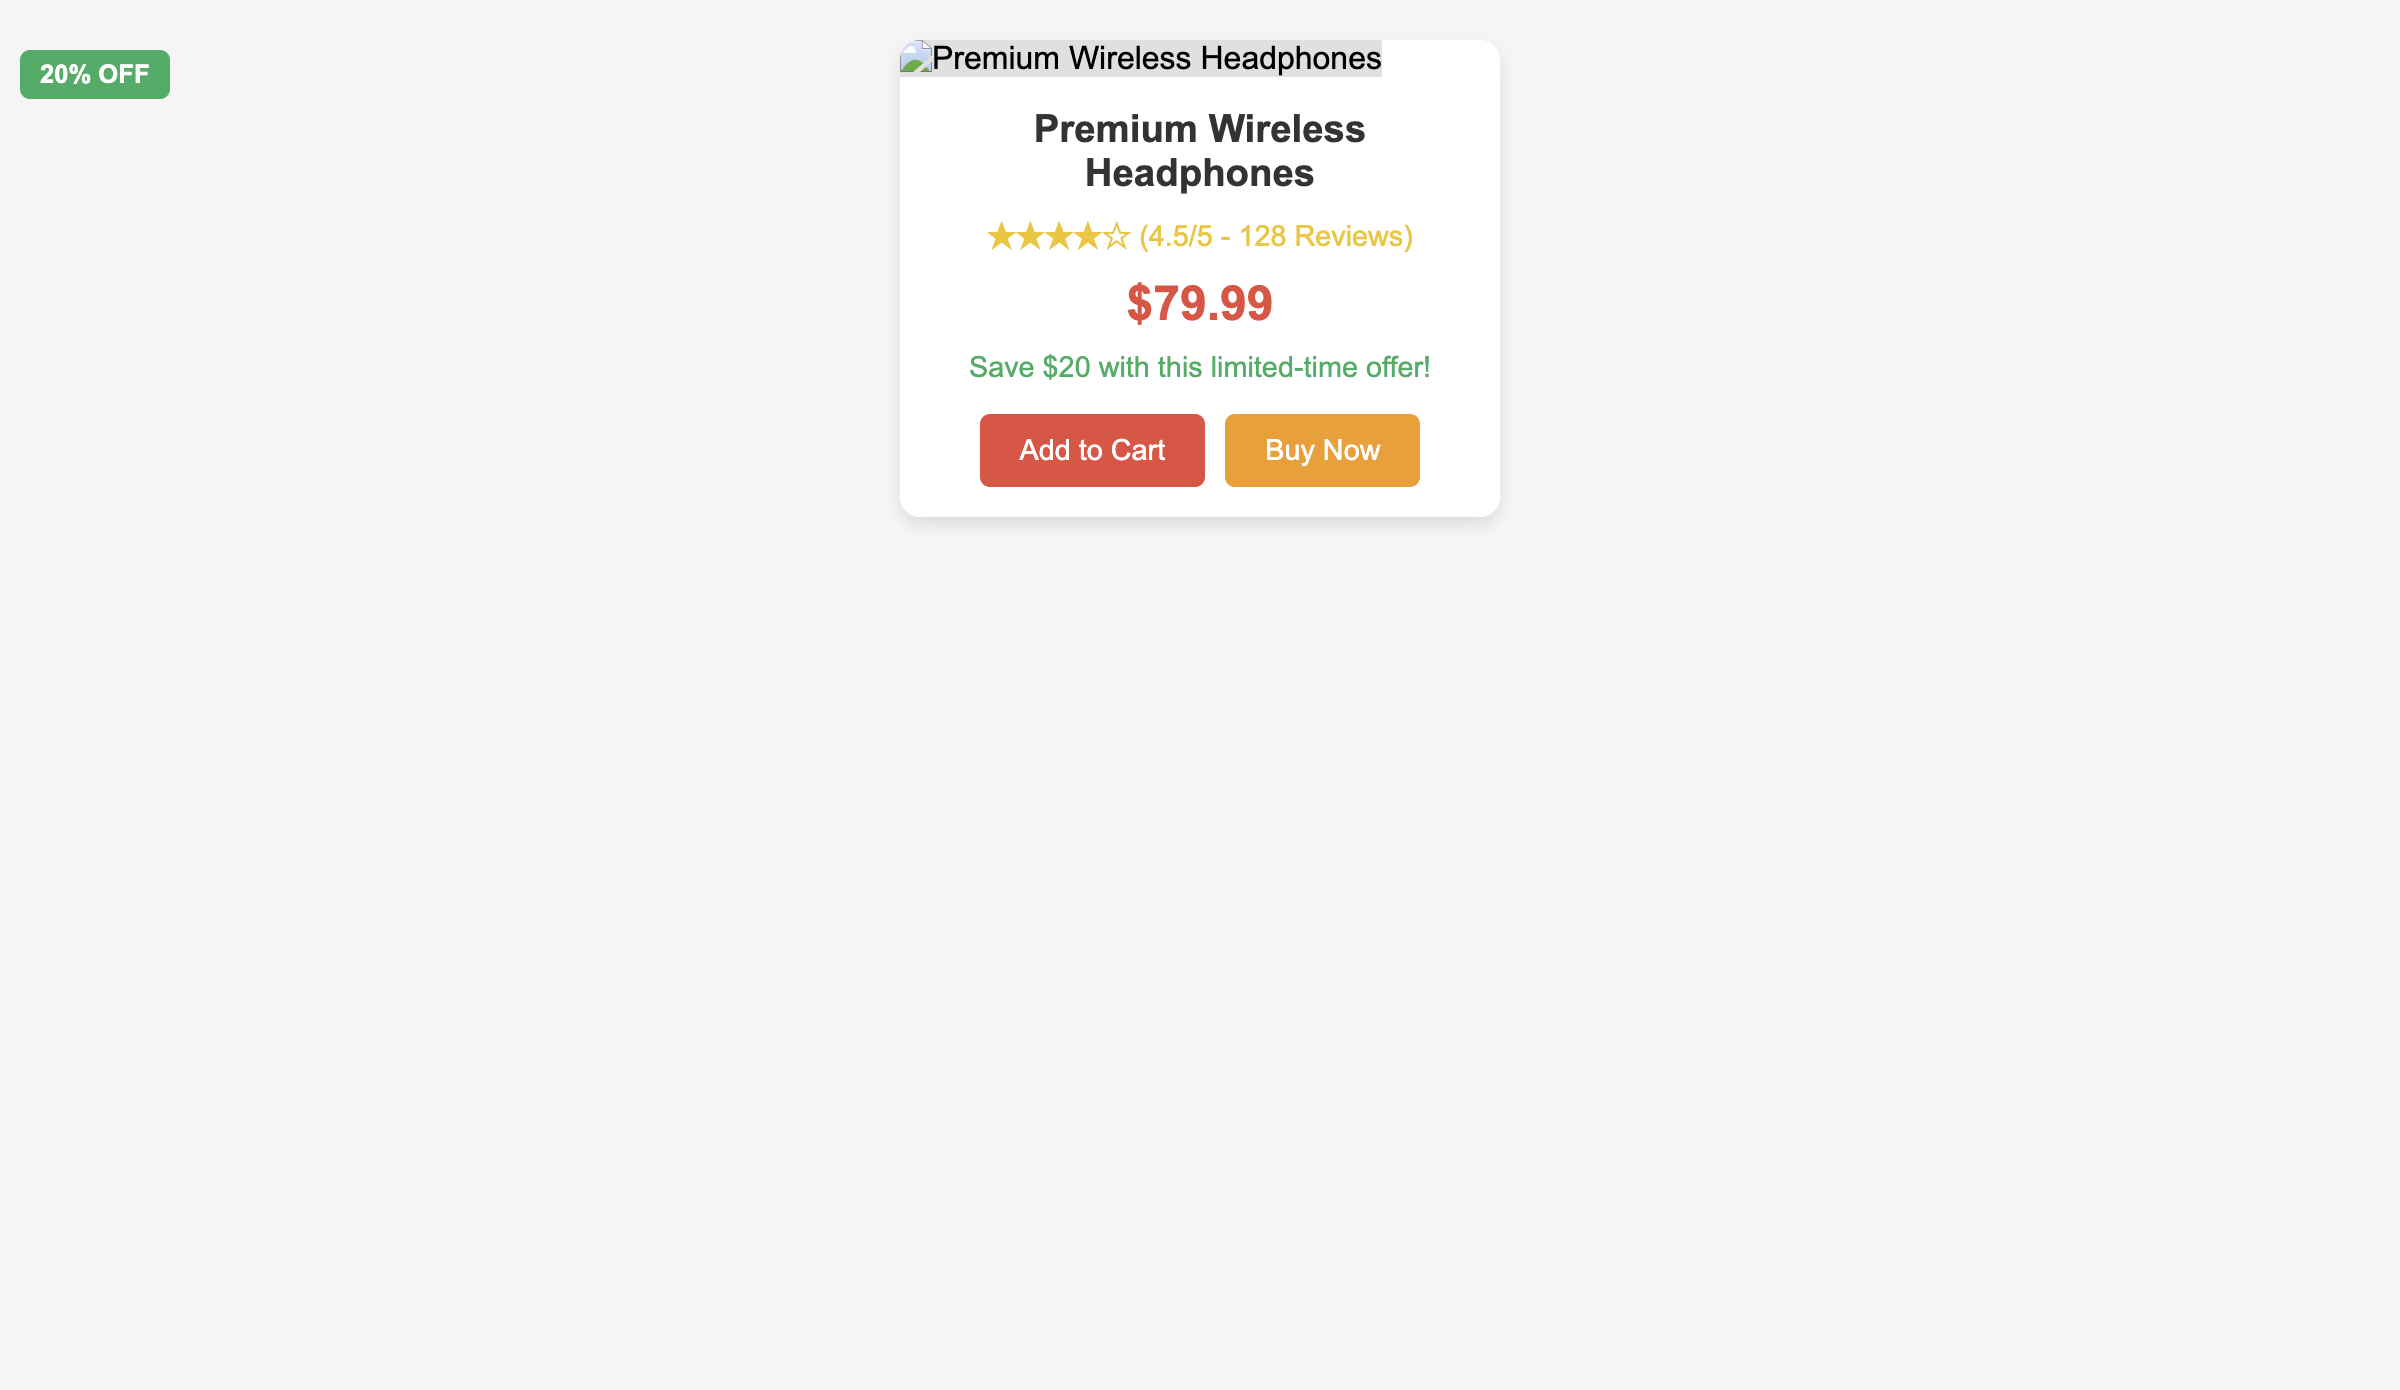 20% OFF
Premium Wireless Headphones
Premium Wireless
Headphones
★★★★☆ (4.5/5 - 128 Reviews)
$79.99
Save $20 with this limited-time offer!
Add to Cart
Buy Now